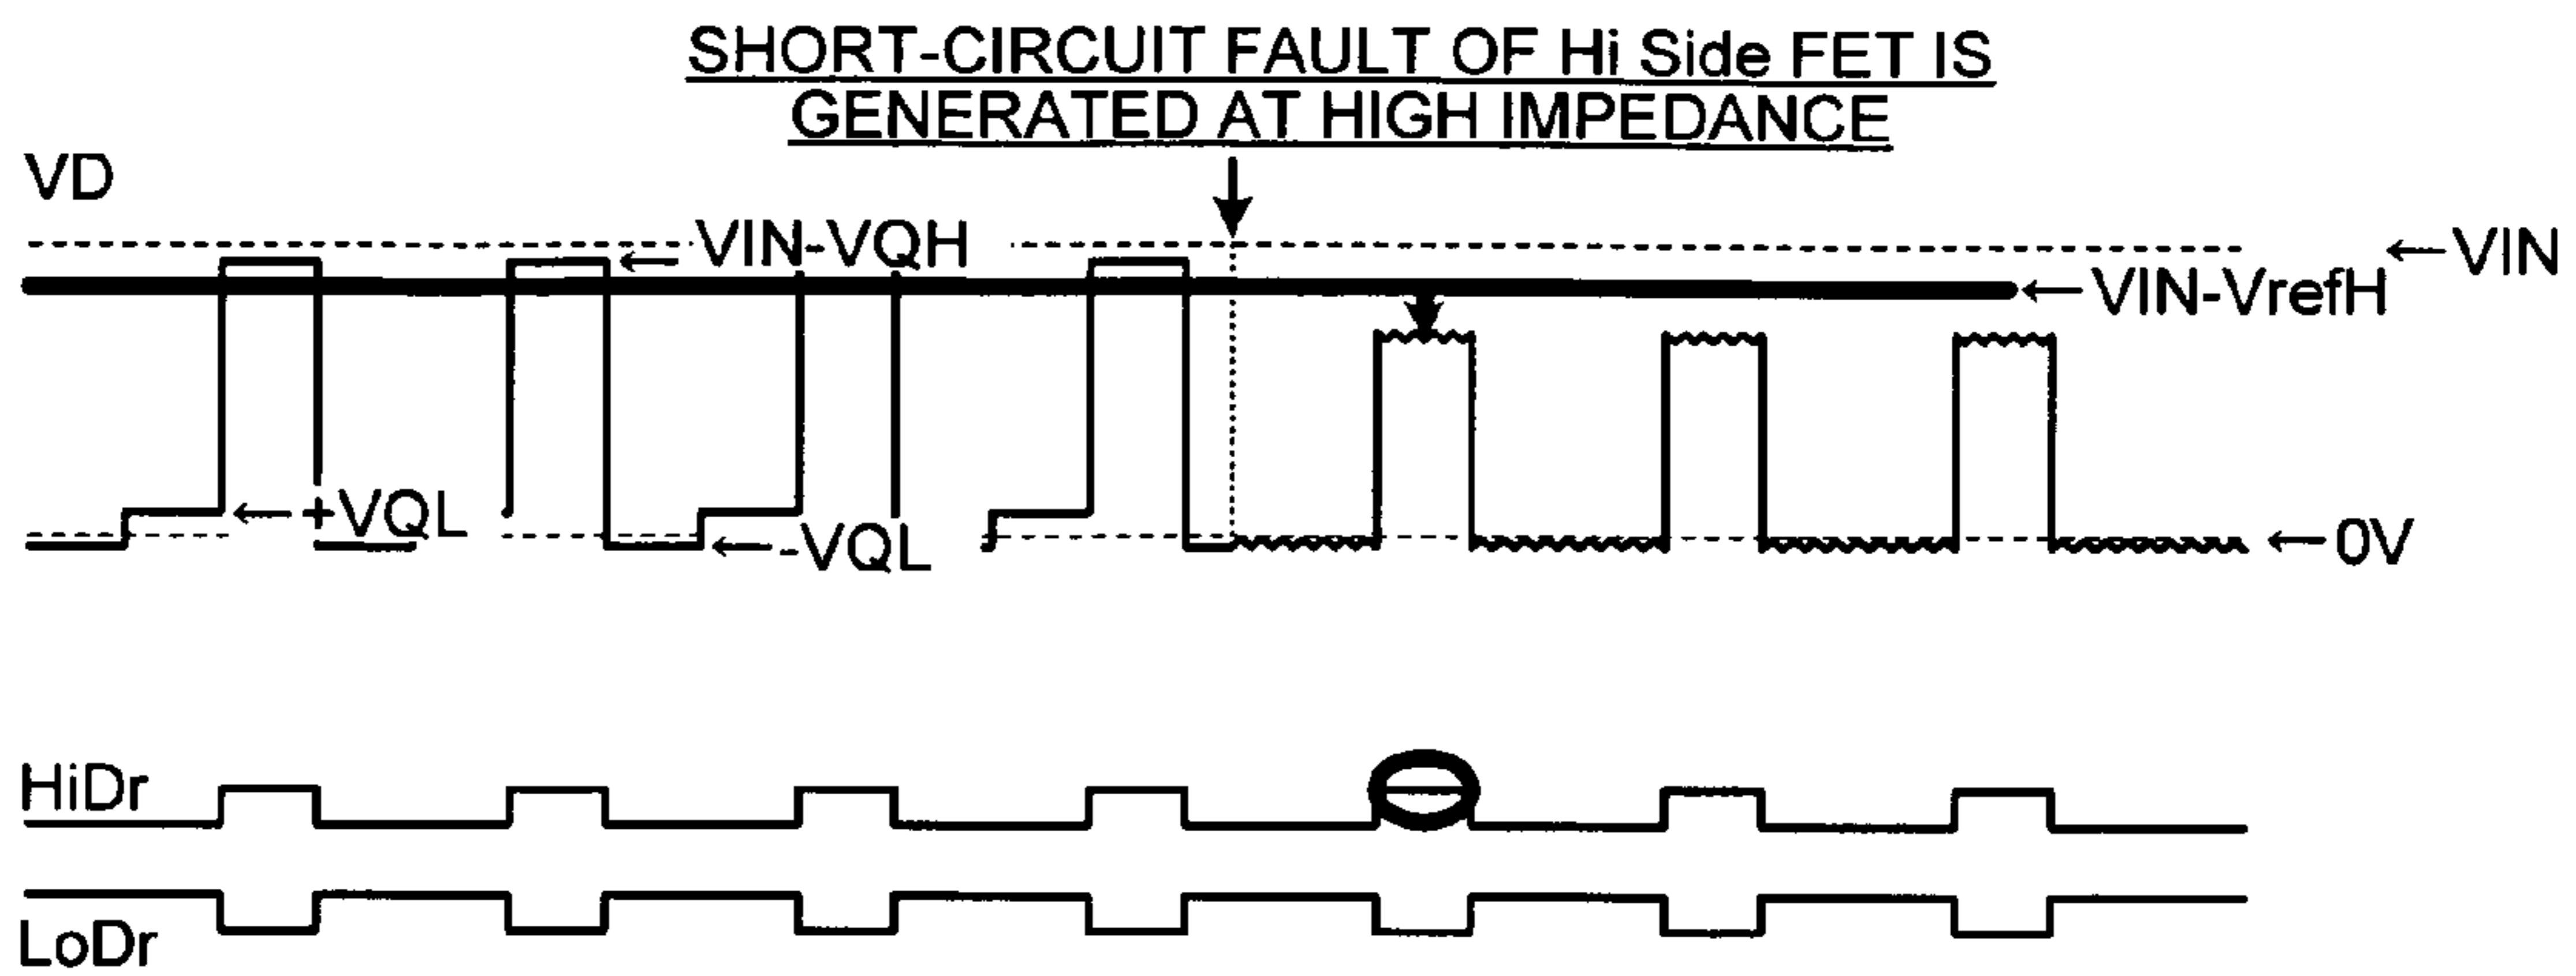 SHORT-CIRCUIT FAULT OF Hi Side FET IS
GENERATED AT HIGH IMPEDANCE
VD
VIN-VQH
VIN
VIN-VrefH
+VQL
-VQL
0V
HiDr
LoDr